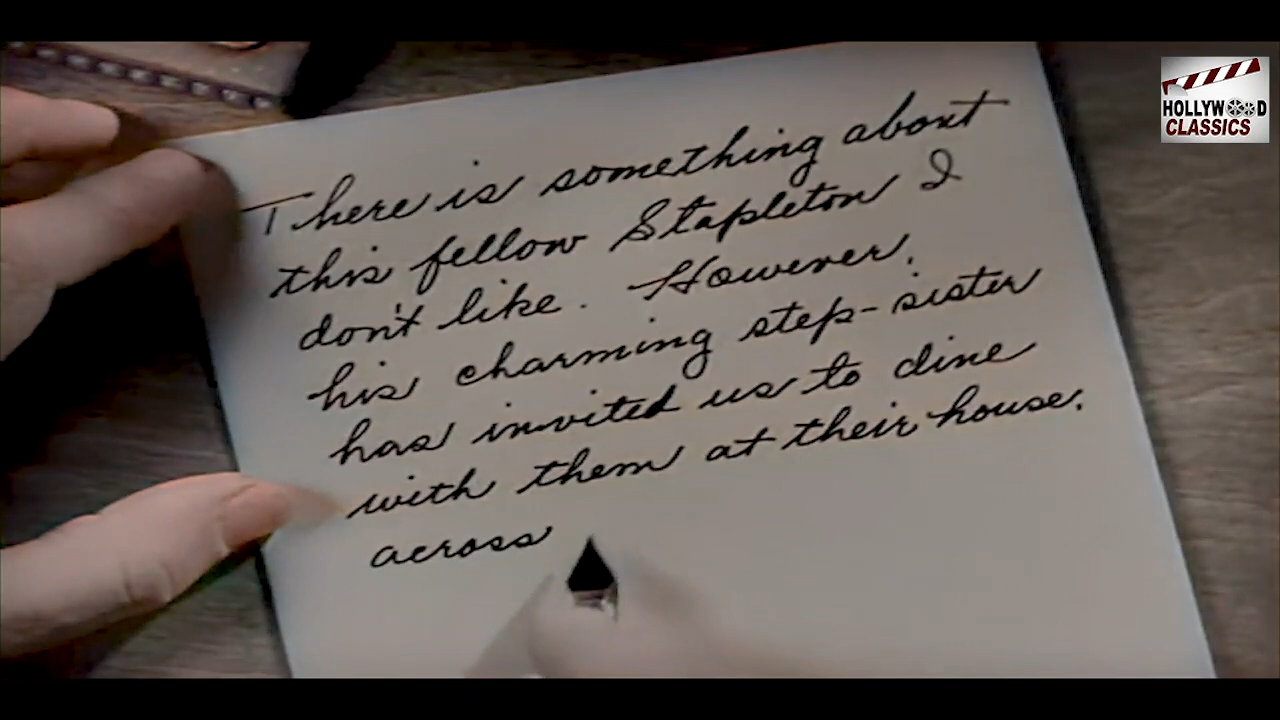 There is something about
this fellow Stapleton I
don't like. However,
his charming step-sister
has invited us to dine
with them at their house.
across
HOLLYWOOD
CLASSICS